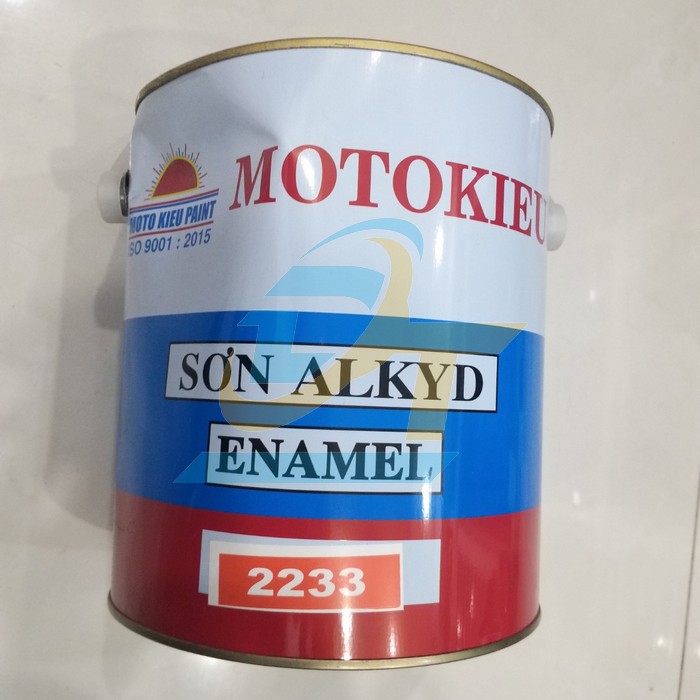 MOTOKIEU
MOTO KIEU PAINT
ISO 9001 : 2015
SƠN ALKYD
ENAMEL
2233